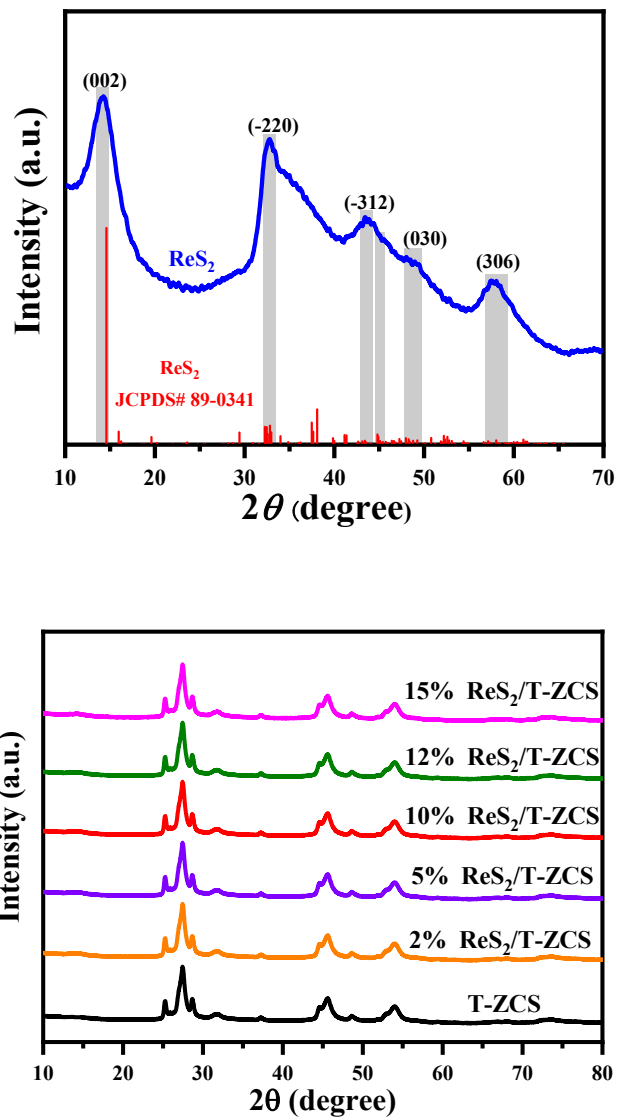 (002)
(-220)
(-312)
(030)
(306)
ReS₂
ReS₂
JCPDS# 89-0341
Intensity (a.u.)
10 20 30 40 50 60 70
2θ (degree)
15% ReS₂/T-ZCS
12% ReS₂/T-ZCS
10% ReS₂/T-ZCS
5% ReS₂/T-ZCS
2% ReS₂/T-ZCS
T-ZCS
Intensity (a.u.)
10 20 30 40 50 60 70 80
2θ (degree)